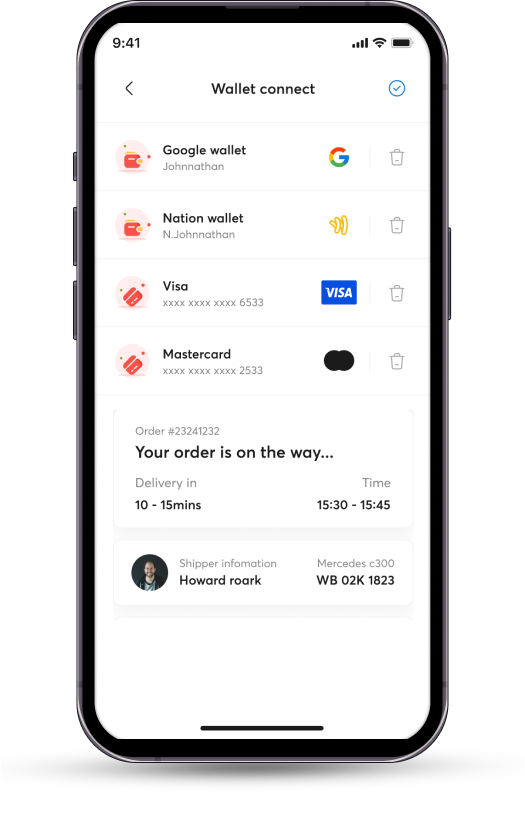 9:41
Wallet connect
Google wallet
Johnnathan
Nation wallet
N.Johnnathan
Visa
xxxx xxxx xxxx 6533
VISA
Mastercard
xxxx xxxx xxxx 2533
Order #23241232
Your order is on the way...
Delivery in Time
10 - 15mins 15:30 - 15:45
Shipper infomation Mercedes c300
Howard roark WB 02K 1823